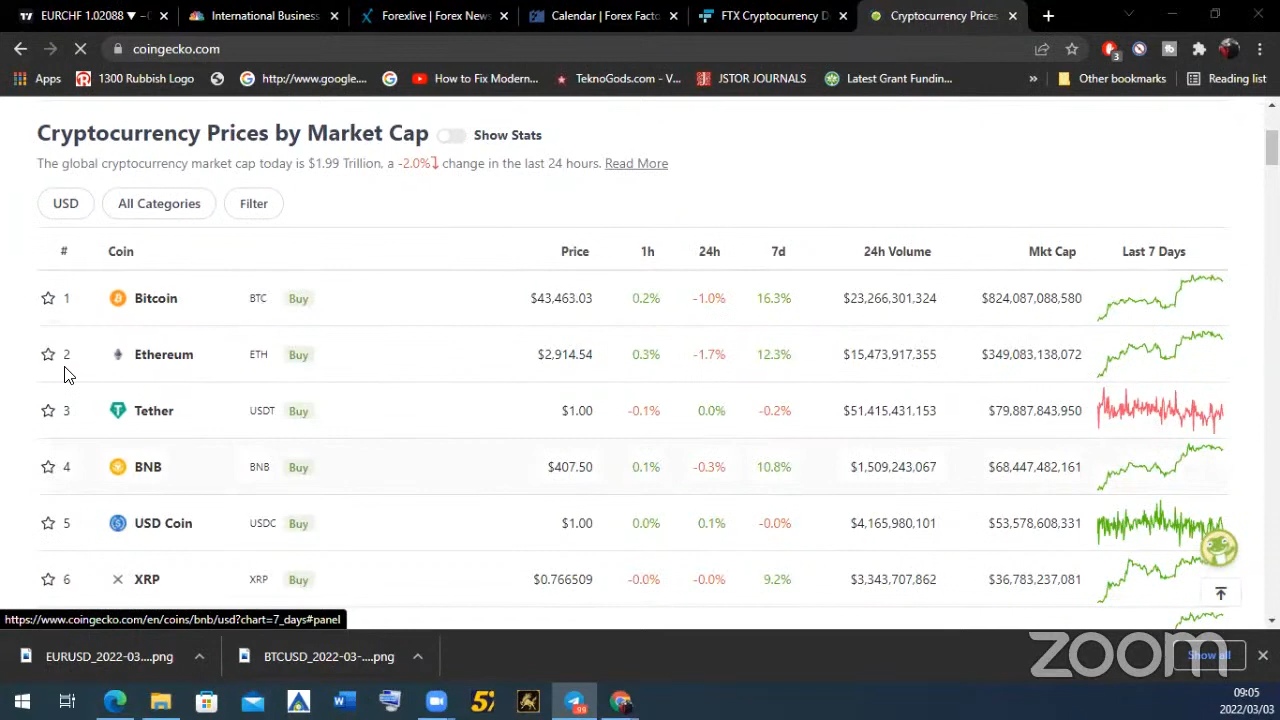 EURCHF 1.02088 ▼ −
International Business
Forexlive | Forex News
Calendar | Forex Facto
FTX Cryptocurrency D
Cryptocurrency Prices
coingecko.com
3
Apps
1300 Rubbish Logo
http://www.google....
How to Fix Modern...
TeknoGods.com - V...
JSTOR JOURNALS
Latest Grant Fundin...
»
Other bookmarks
Reading list
Cryptocurrency Prices by Market Cap Show Stats
The global cryptocurrency market cap today is $1.99 Trillion, a -2.0% change in the last 24 hours. Read More
USD All Categories Filter
# Coin Price 1h 24h 7d 24h Volume Mkt Cap Last 7 Days
1 Bitcoin BTC Buy $43,463.03 0.2% -1.0% 16.3% $23,266,301,324 $824,087,088,580
2 Ethereum ETH Buy $2,914.54 0.3% -1.7% 12.3% $15,473,917,355 $349,083,138,072
3 Tether USDT Buy $1.00 -0.1% 0.0% -0.2% $51,415,431,153 $79,887,843,950
4 BNB BNB Buy $407.50 0.1% -0.3% 10.8% $1,509,243,067 $68,447,482,161
5 USD Coin USDC Buy $1.00 0.0% 0.1% -0.0% $4,165,980,101 $53,578,608,331
6 XRP XRP Buy $0.766509 -0.0% -0.0% 9.2% $3,343,707,862 $36,783,237,081
https://www.coingecko.com/en/coins/bnb/usd?chart=7_days#panel
EURUSD_2022-03....png
BTCUSD_2022-03-....png
Show all
zoom
99
09:05
2022/03/03